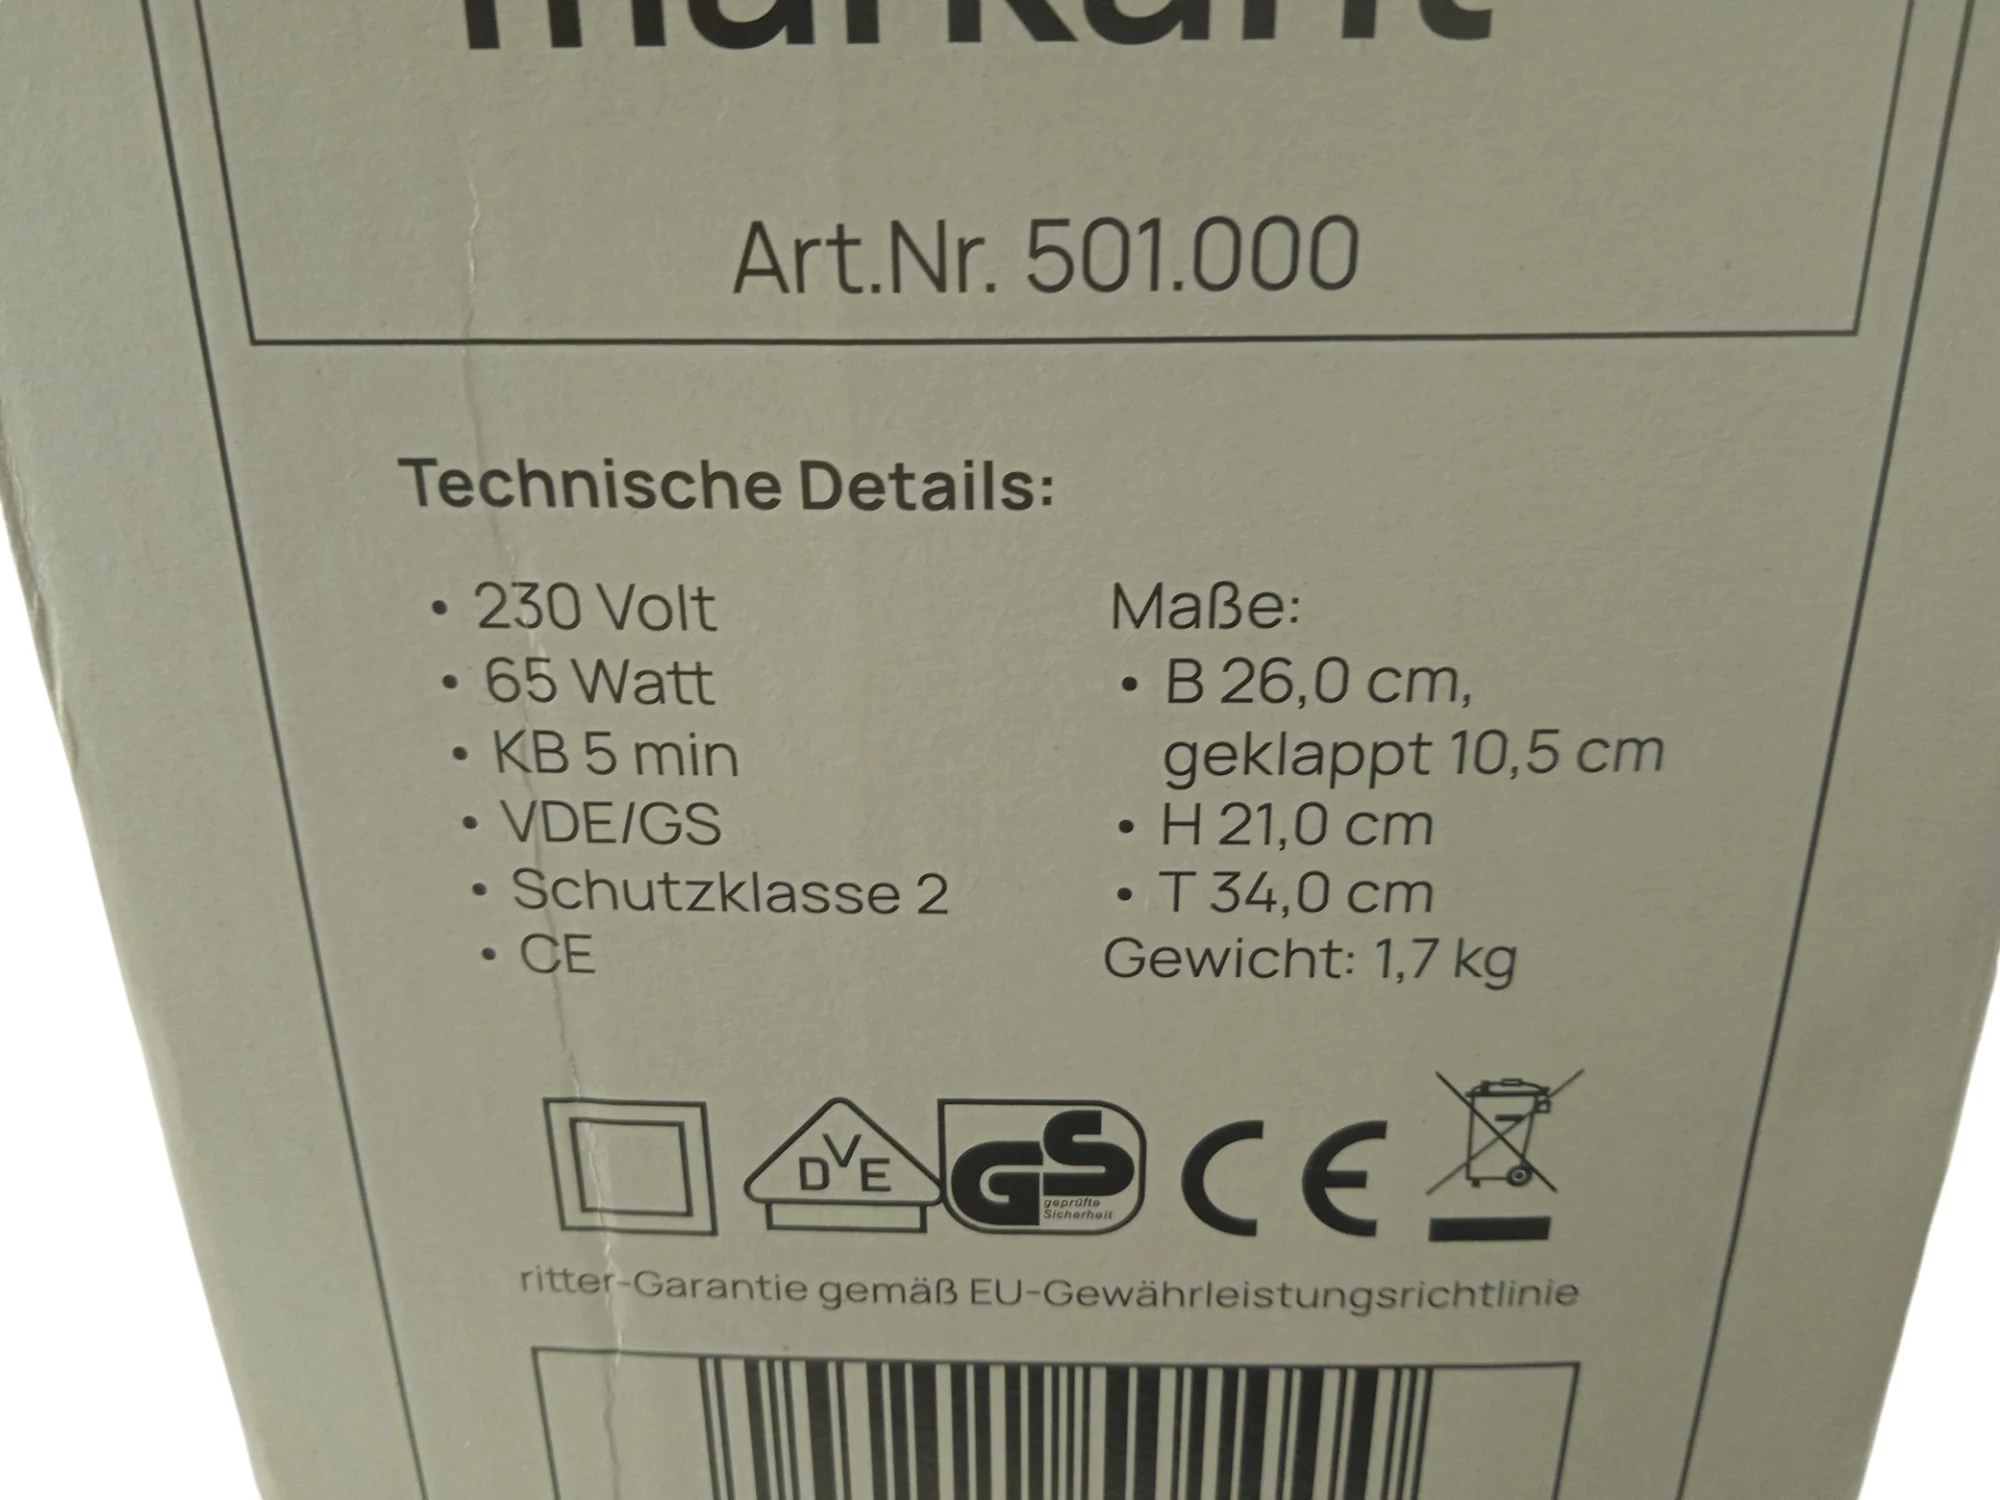 markant
Art.Nr. 501.000
Technische Details:
• 230 Volt
• 65 Watt
• KB 5 min
• VDE/GS
• Schutzklasse 2
• CE
Maße:
• B 26,0 cm,
geklappt 10,5 cm
• H 21,0 cm
• T 34,0 cm
Gewicht: 1,7 kg
DVE
GS
geprüfte
Sicherheit
CE
ritter-Garantie gemäß EU-Gewährleistungsrichtlinie